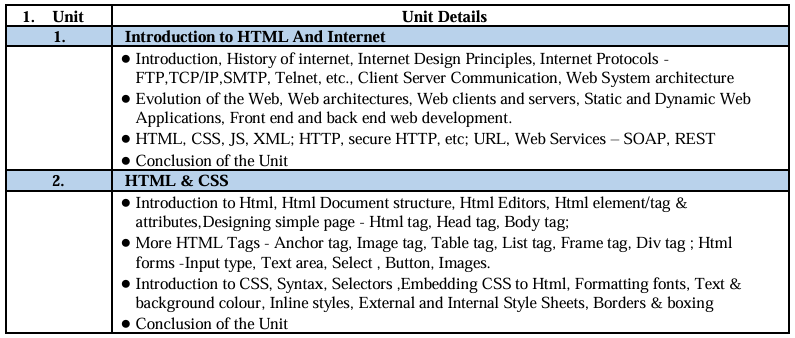 1. Unit Unit Details
1. Introduction to HTML And Internet
● Introduction, History of internet, Internet Design Principles, Internet Protocols -
FTP,TCP/IP,SMTP, Telnet, etc., Client Server Communication, Web System architecture
● Evolution of the Web, Web architectures, Web clients and servers, Static and Dynamic Web
Applications, Front end and back end web development.
● HTML, CSS, JS, XML; HTTP, secure HTTP, etc; URL, Web Services – SOAP, REST
● Conclusion of the Unit
2. HTML & CSS
● Introduction to Html, Html Document structure, Html Editors, Html element/tag &
attributes,Designing simple page - Html tag, Head tag, Body tag;
● More HTML Tags - Anchor tag, Image tag, Table tag, List tag, Frame tag, Div tag ; Html
forms -Input type, Text area, Select , Button, Images.
● Introduction to CSS, Syntax, Selectors ,Embedding CSS to Html, Formatting fonts, Text &
background colour, Inline styles, External and Internal Style Sheets, Borders & boxing
● Conclusion of the Unit